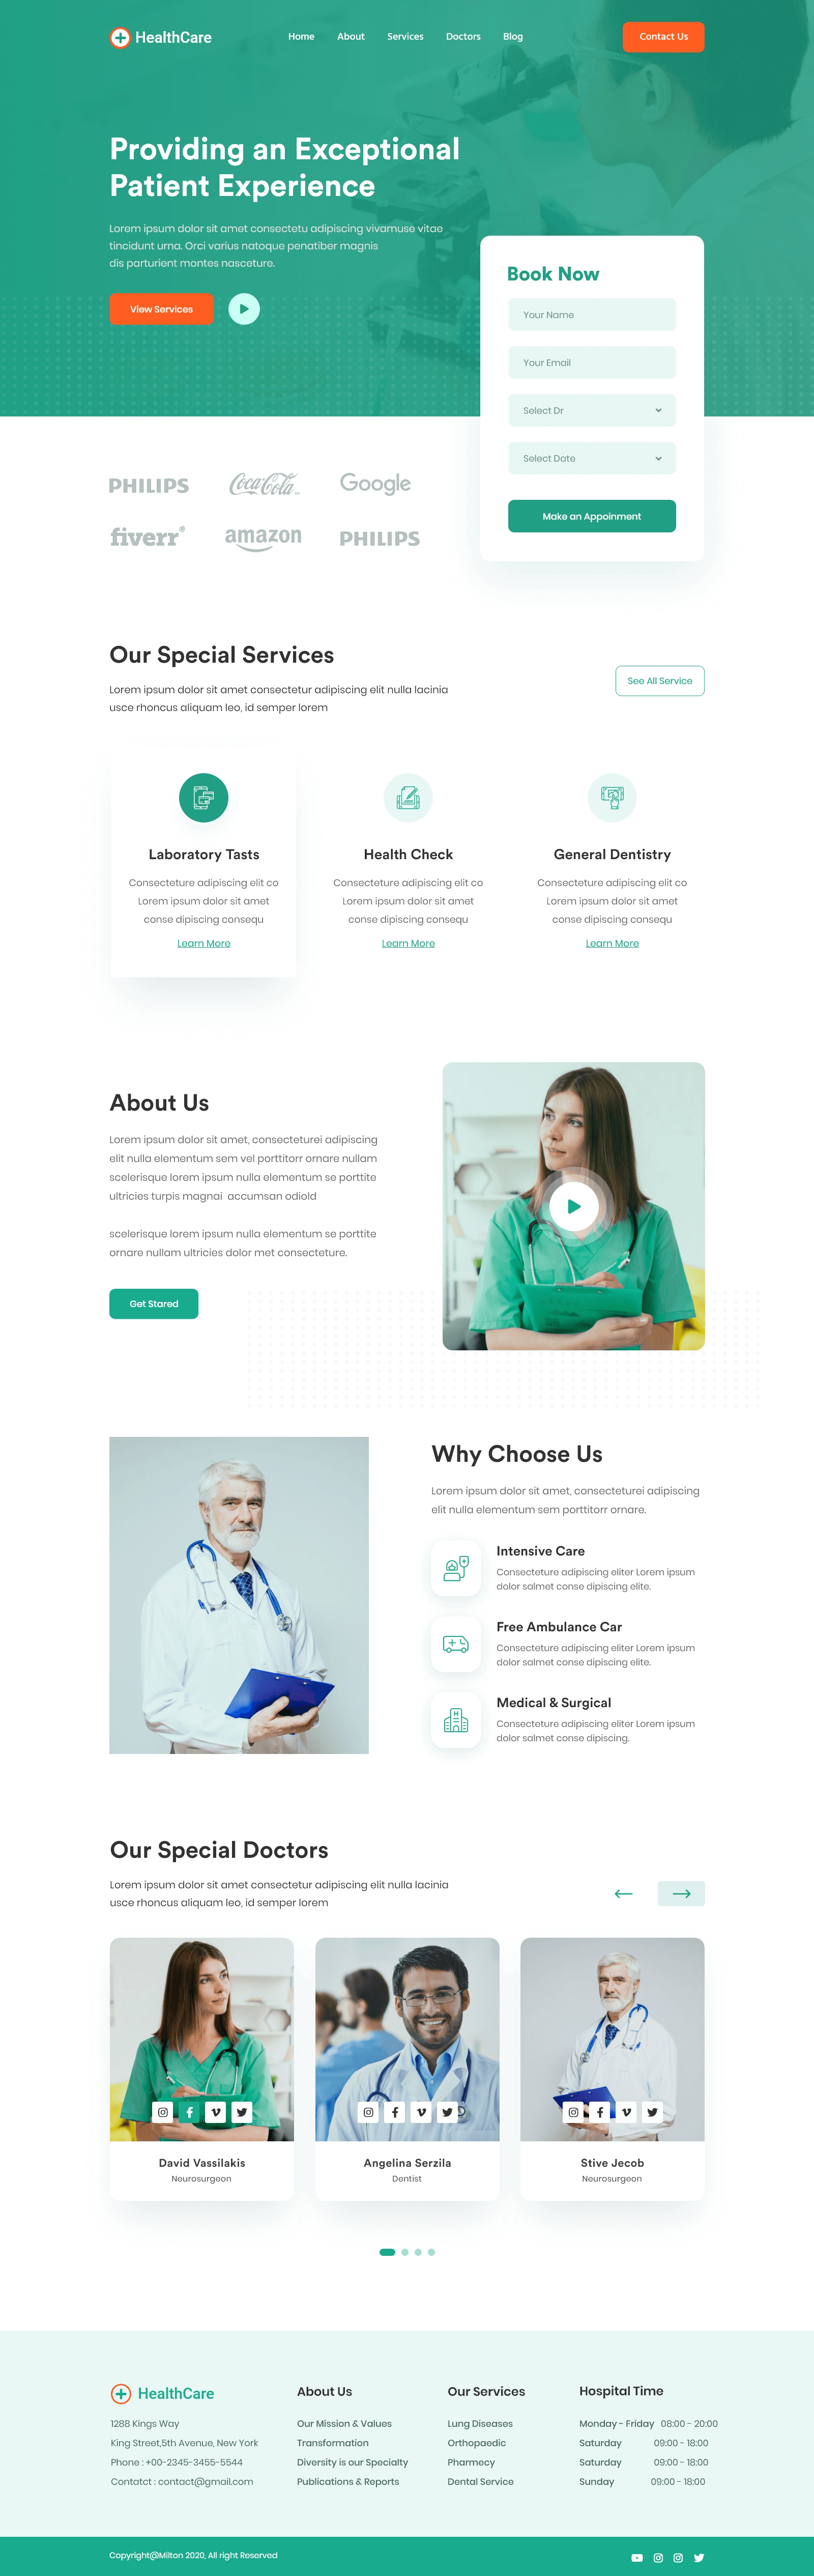 HealthCare
Home About Services Doctors Blog
Contact Us
Providing an Exceptional
Patient Experience
Lorem ipsum dolor sit amet consectetu adipiscing vivamuse vitae
tincidunt urna. Orci varius natoque penatiber magnis
dis parturient montes nasceture.
View Services
Book Now
Your Name
Your Email
Select Dr
Select Date
Make an Appoinment
PHILIPS Coca-Cola Google
fiverr® amazon PHILIPS
Our Special Services
Lorem ipsum dolor sit amet consectetur adipiscing elit nulla lacinia
usce rhoncus aliquam leo, id semper lorem
See All Service
Laboratory Tasts
Consecteture adipiscing elit co
Lorem ipsum dolor sit amet
conse dipiscing consequ
Learn More
Health Check
Consecteture adipiscing elit co
Lorem ipsum dolor sit amet
conse dipiscing consequ
Learn More
General Dentistry
Consecteture adipiscing elit co
Lorem ipsum dolor sit amet
conse dipiscing consequ
Learn More
About Us
Lorem ipsum dolor sit amet, consecteturei adipiscing
elit nulla elementum sem vel porttitorr ornare nullam
scelerisque lorem ipsum nulla elementum se porttite
ultricies turpis magnai accumsan odiold
scelerisque lorem ipsum nulla elementum se porttite
ornare nullam ultricies dolor met consecteture.
Get Stared
Why Choose Us
Lorem ipsum dolor sit amet, consecteturei adipiscing
elit nulla elementum sem porttitorr ornare.
Intensive Care
Consecteture adipiscing eliter Lorem ipsum
dolor salmet conse dipiscing elite.
Free Ambulance Car
Consecteture adipiscing eliter Lorem ipsum
dolor salmet conse dipiscing elite.
Medical & Surgical
Consecteture adipiscing eliter Lorem ipsum
dolor salmet conse dipiscing.
Our Special Doctors
Lorem ipsum dolor sit amet consectetur adipiscing elit nulla lacinia
usce rhoncus aliquam leo, id semper lorem
David Vassilakis
Neurosurgeon
Angelina Serzila
Dentist
Stive Jecob
Neurosurgeon
HealthCare
1288 Kings Way
King Street,5th Avenue, New York
Phone : +00-2345-3455-5544
Contatct : contact@gmail.com
About Us
Our Mission & Values
Transformation
Diversity is our Specialty
Publications & Reports
Our Services
Lung Diseases
Orthopaedic
Pharmecy
Dental Service
Hospital Time
Monday - Friday 08:00 - 20:00
Saturday 09:00 - 18:00
Saturday 09:00 - 18:00
Sunday 09:00 - 18:00
Copyright@Milton 2020, All right Reserved